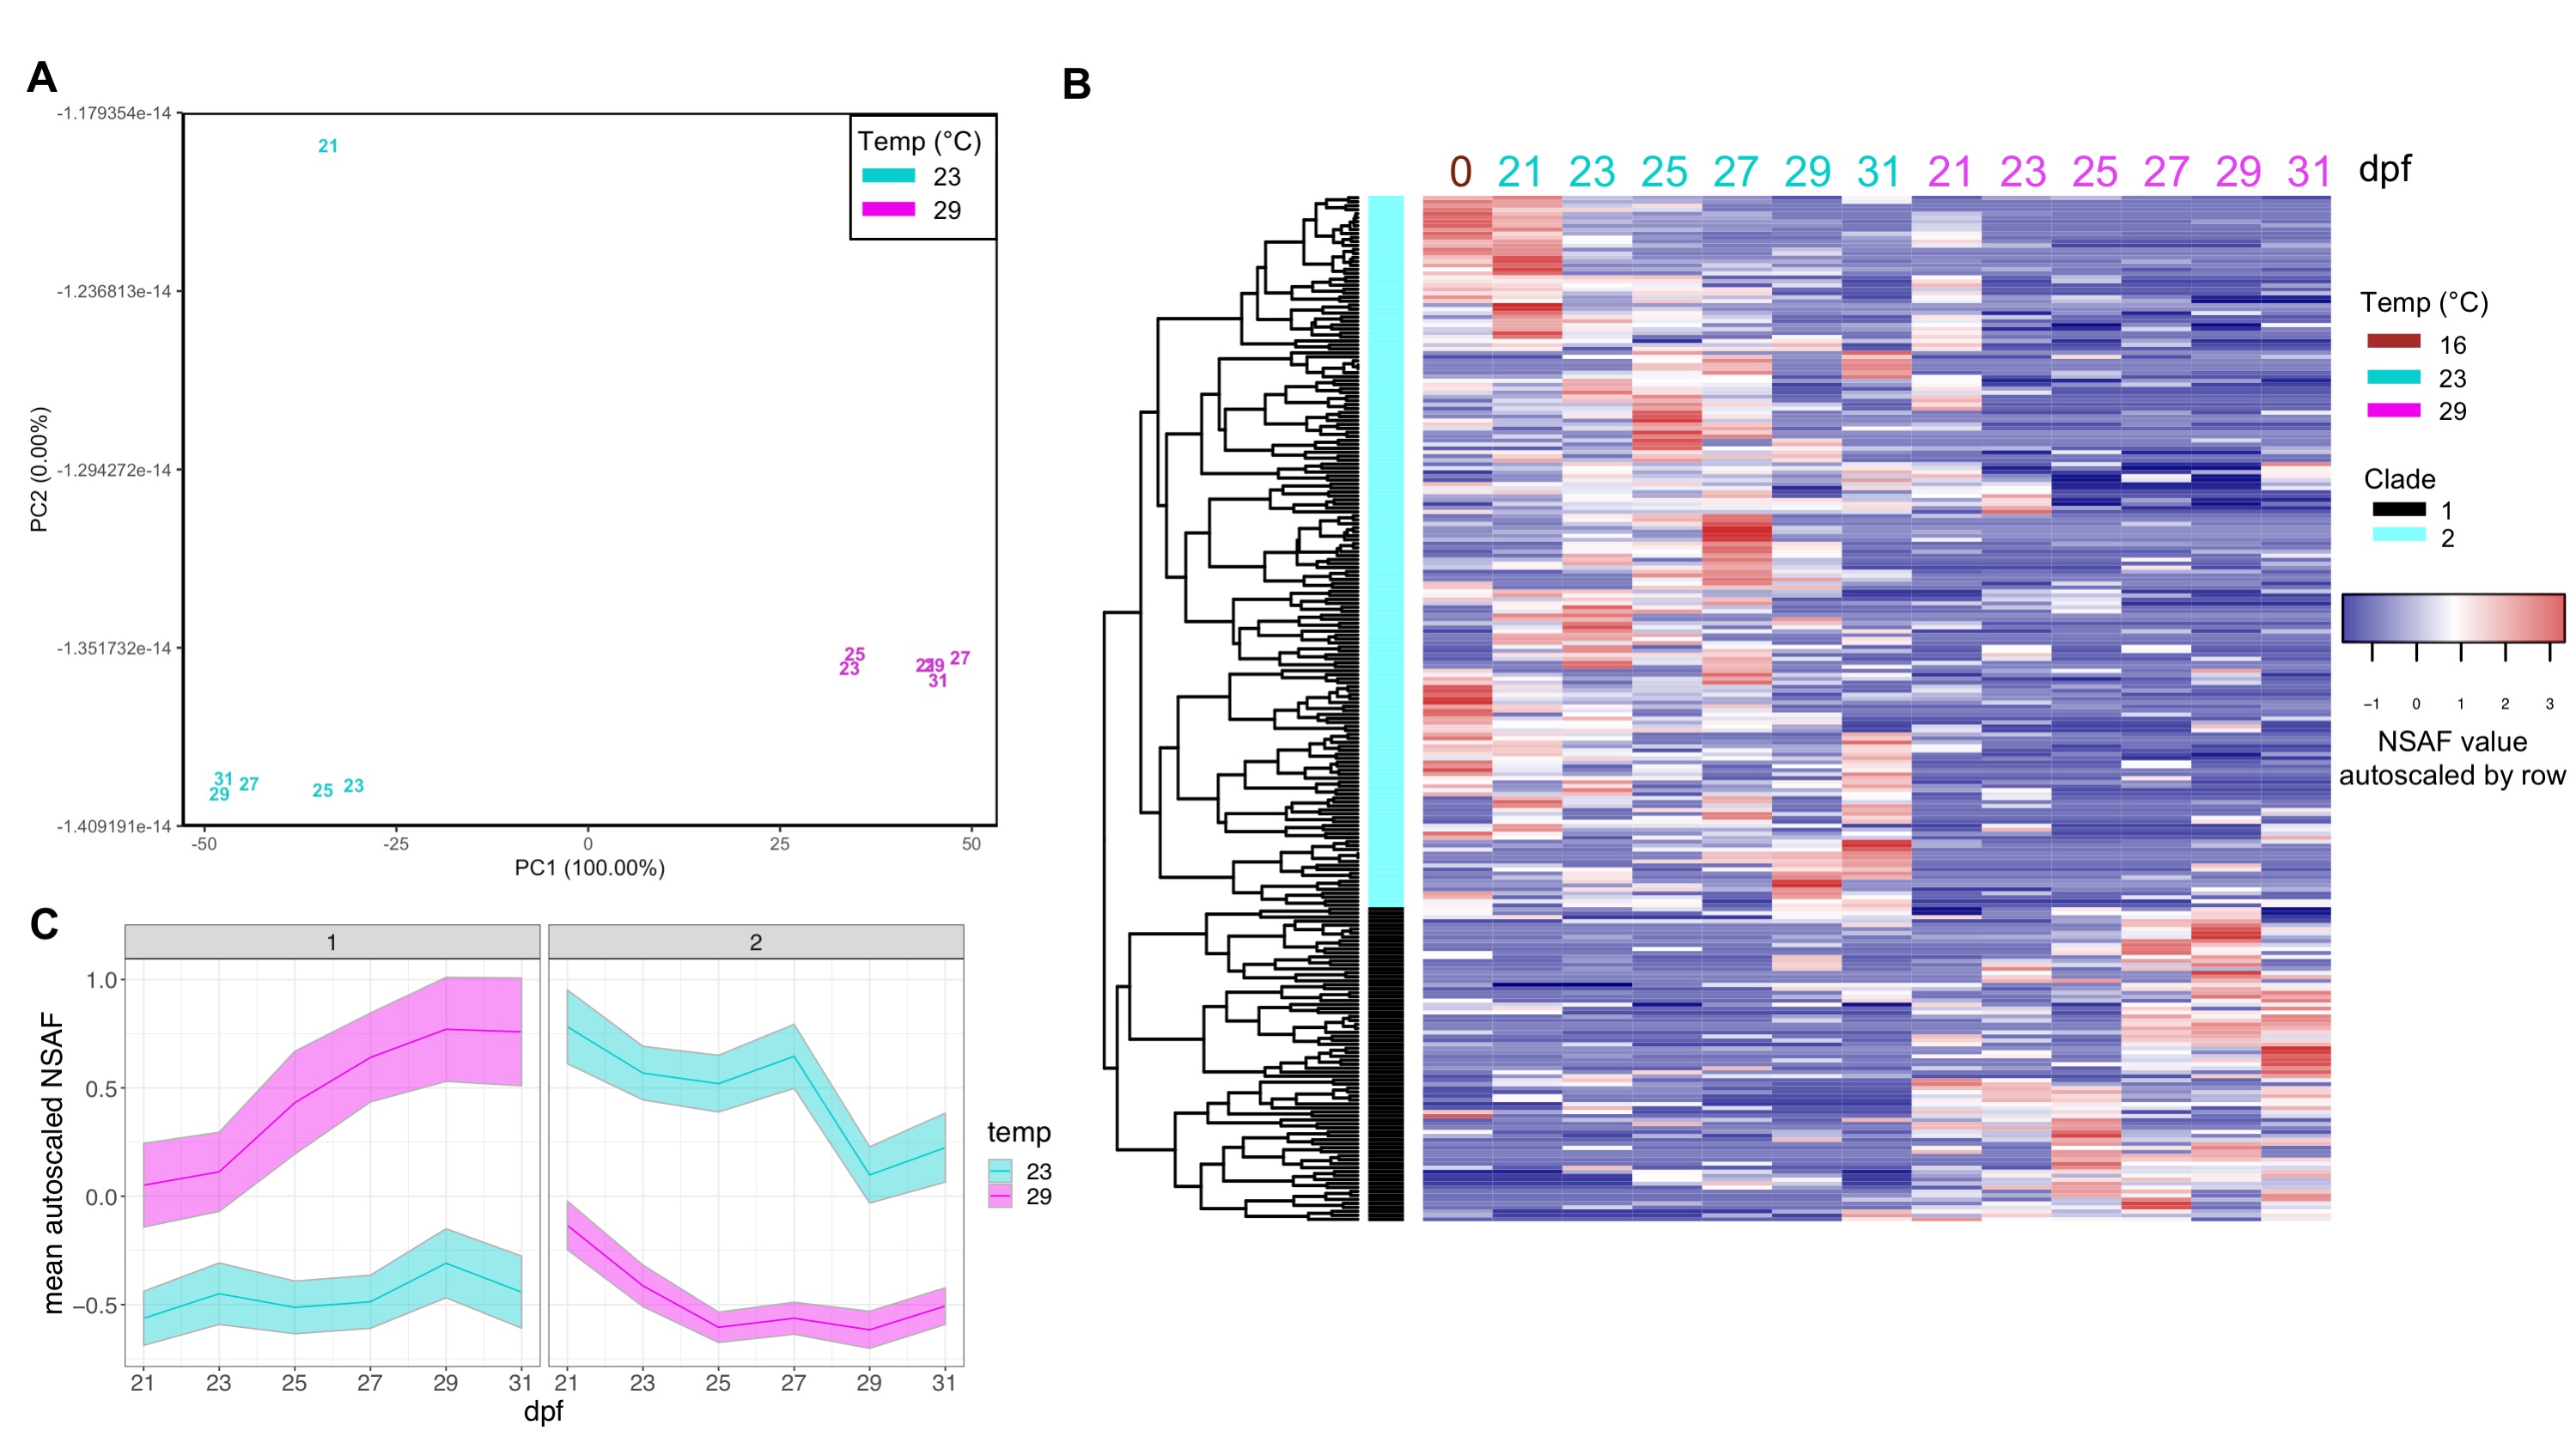 A
-1.179354e-14
-1.236813e-14
-1.294272e-14
-1.351732e-14
-1.409191e-14
PC2 (0.00%)
21
Temp (°C)
23
29
25
23
29
27
31
31
27
29
25
23
-50
-25
0
25
50
PC1 (100.00%)
B
0 21 23 25 27 29 31 21 23 25 27 29 31 dpf
Temp (°C)
16
23
29
Clade
1
2
−1 0 1 2 3
NSAF value
autoscaled by row
C
1 2
1.0
0.5
0.0
−0.5
mean autoscaled NSAF
21 23 25 27 29 31 21 23 25 27 29 31
dpf
temp
23
29